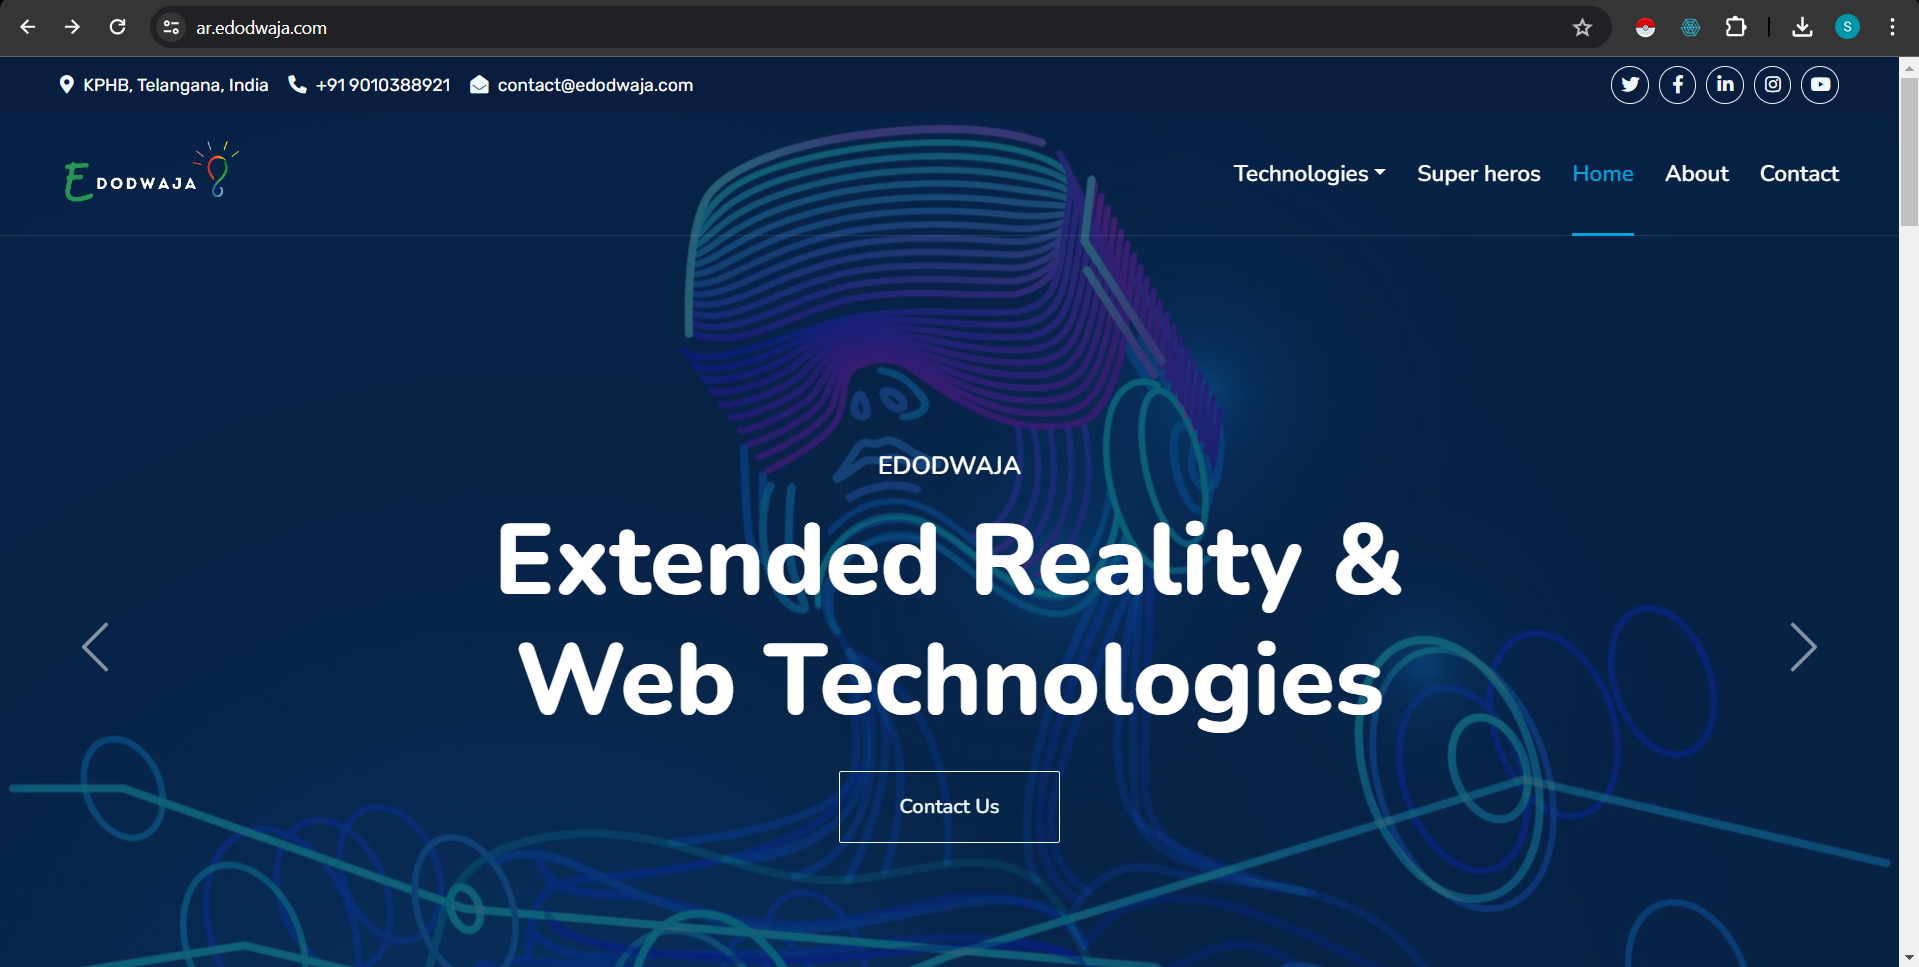 ar.edodwaja.com
S
KPHB, Telangana, India +91 9010388921 contact@edodwaja.com
EDODWAJA
Technologies Super heros Home About Contact
EDODWAJA
Extended Reality &
Web Technologies
Contact Us